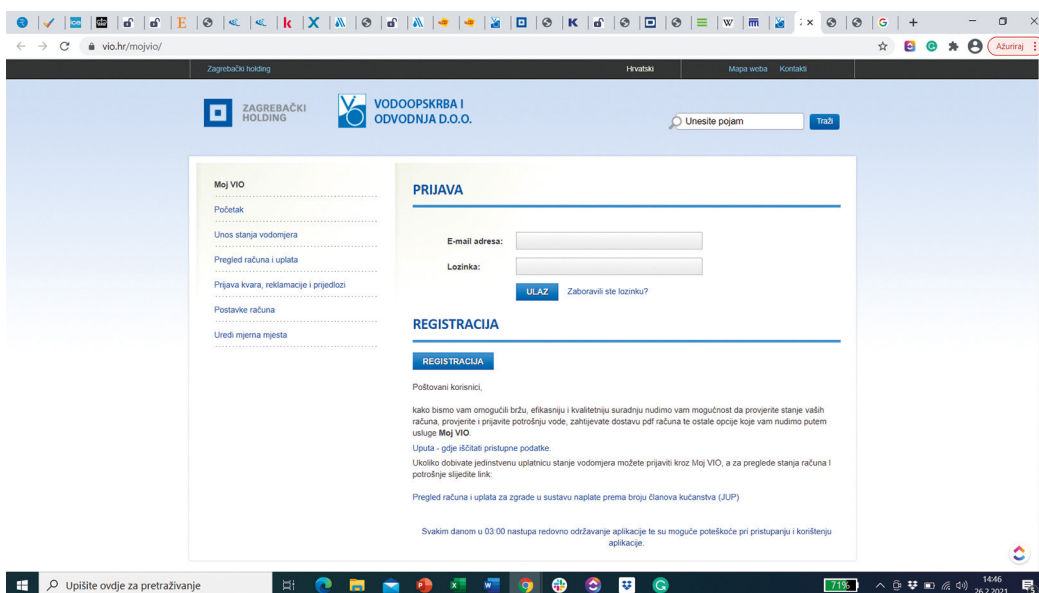 vio.hr/mojvio/
Ažuriraj
Zagrebački holding
Hrvatski
Mapa weba
Kontakti
ZAGREBAČKI
HOLDING
VODOOPSKRBA I
ODVODNJA D.O.O.
Unesite pojam
Traži
Moj VIO
Početak
Unos stanja vodomjera
Pregled računa i uplata
Prijava kvara, reklamacije i prijedlozi
Postavke računa
Uredi mjerna mjesta
PRIJAVA
E-mail adresa:
Lozinka:
ULAZ
Zaboravili ste lozinku?
REGISTRACIJA
REGISTRACIJA
Poštovani korisnici,
kako bismo vam omogućili bržu, efikasniju i kvalitetniju suradnju nudimo vam mogućnost da provjerite stanje vaših
računa, provjerite i prijavite potrošnju vode, zahtijevate dostavu pdf računa te ostale opcije koje vam nudimo putem
usluge Moj VIO.
Uputa - gdje iščitati pristupne podatke.
Ukoliko dobivate jedinstvenu uplatnicu stanje vodomjera možete prijaviti kroz Moj VIO, a za preglede stanja računa I
potrošnje slijedite link:
Pregled računa i uplata za zgrade u sustavu naplate prema broju članova kućanstva (JUP)
Svakim danom u 03:00 nastupa redovno održavanje aplikacije te su moguće poteškoće pri pristupanju i korištenju
aplikacije.
Upišite ovdje za pretraživanje
71%
14:46
26.2.2021